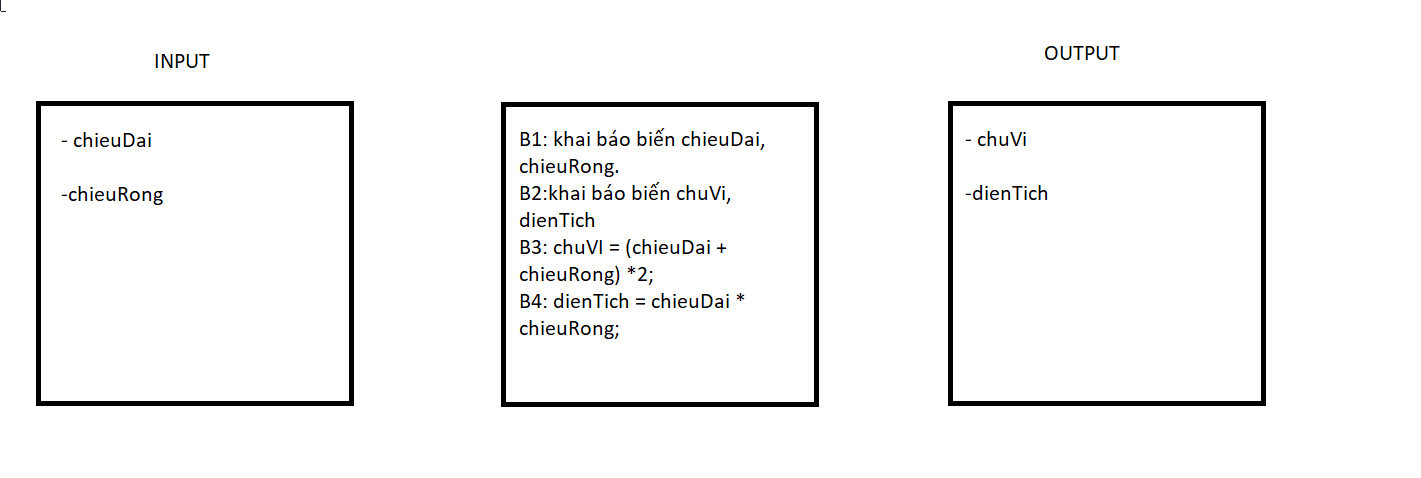 INPUT
- chieuDai
-chieuRong
B1: khai báo biến chieuDai,
chieuRong.
B2:khai báo biến chuVi,
dienTich
B3: chuVI = (chieuDai +
chieuRong) *2;
B4: dienTich = chieuDai *
chieuRong;
OUTPUT
- chuVi
-dienTich